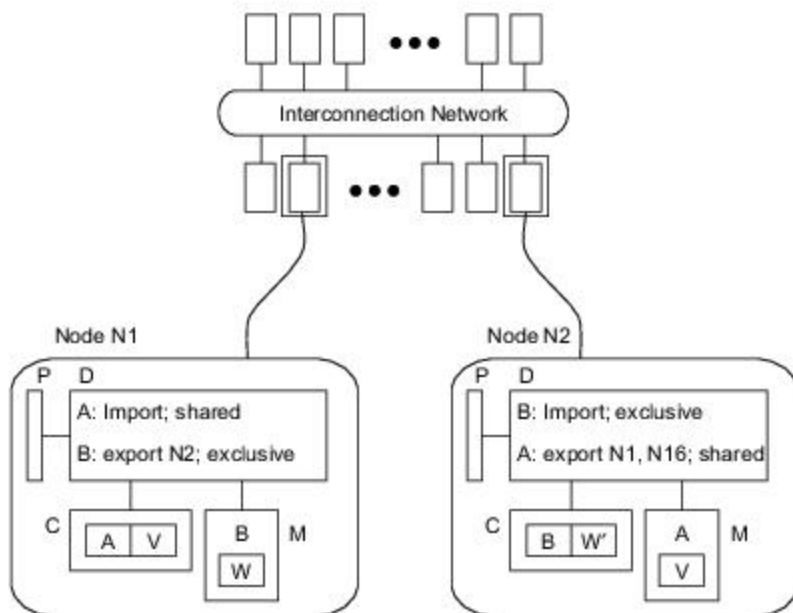 Interconnection Network
Node N1
P D
A: Import; shared
B: export N2; exclusive
C
A V
B
W
M
Node N2
P D
B: Import; exclusive
A: export N1, N16; shared
C
B W′
A
V
M